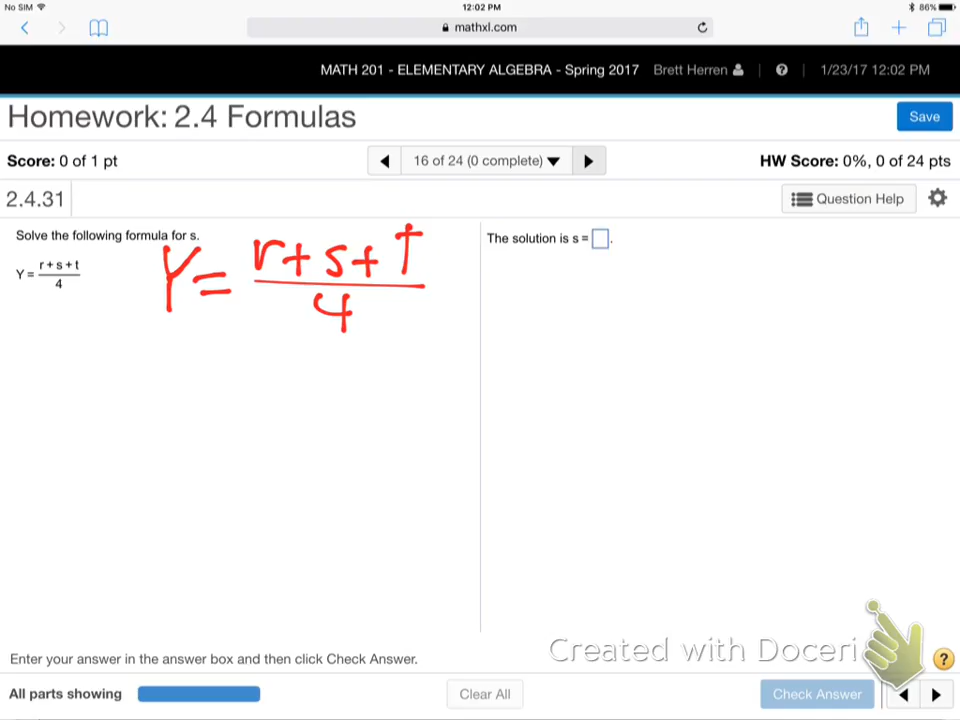 No SIM 12:02 PM 86%
mathxl.com
MATH 201 - ELEMENTARY ALGEBRA - Spring 2017 Brett Herren | ? | 1/23/17 12:02 PM
Homework: 2.4 Formulas Save
Score: 0 of 1 pt 16 of 24 (0 complete) HW Score: 0%, 0 of 24 pts
2.4.31 Question Help
Solve the following formula for s.
Y = r + s + t / 4
Y = r + s + t / 4
The solution is s = .
Created with Doceri
Enter your answer in the answer box and then click Check Answer. ?
All parts showing Clear All Check Answer